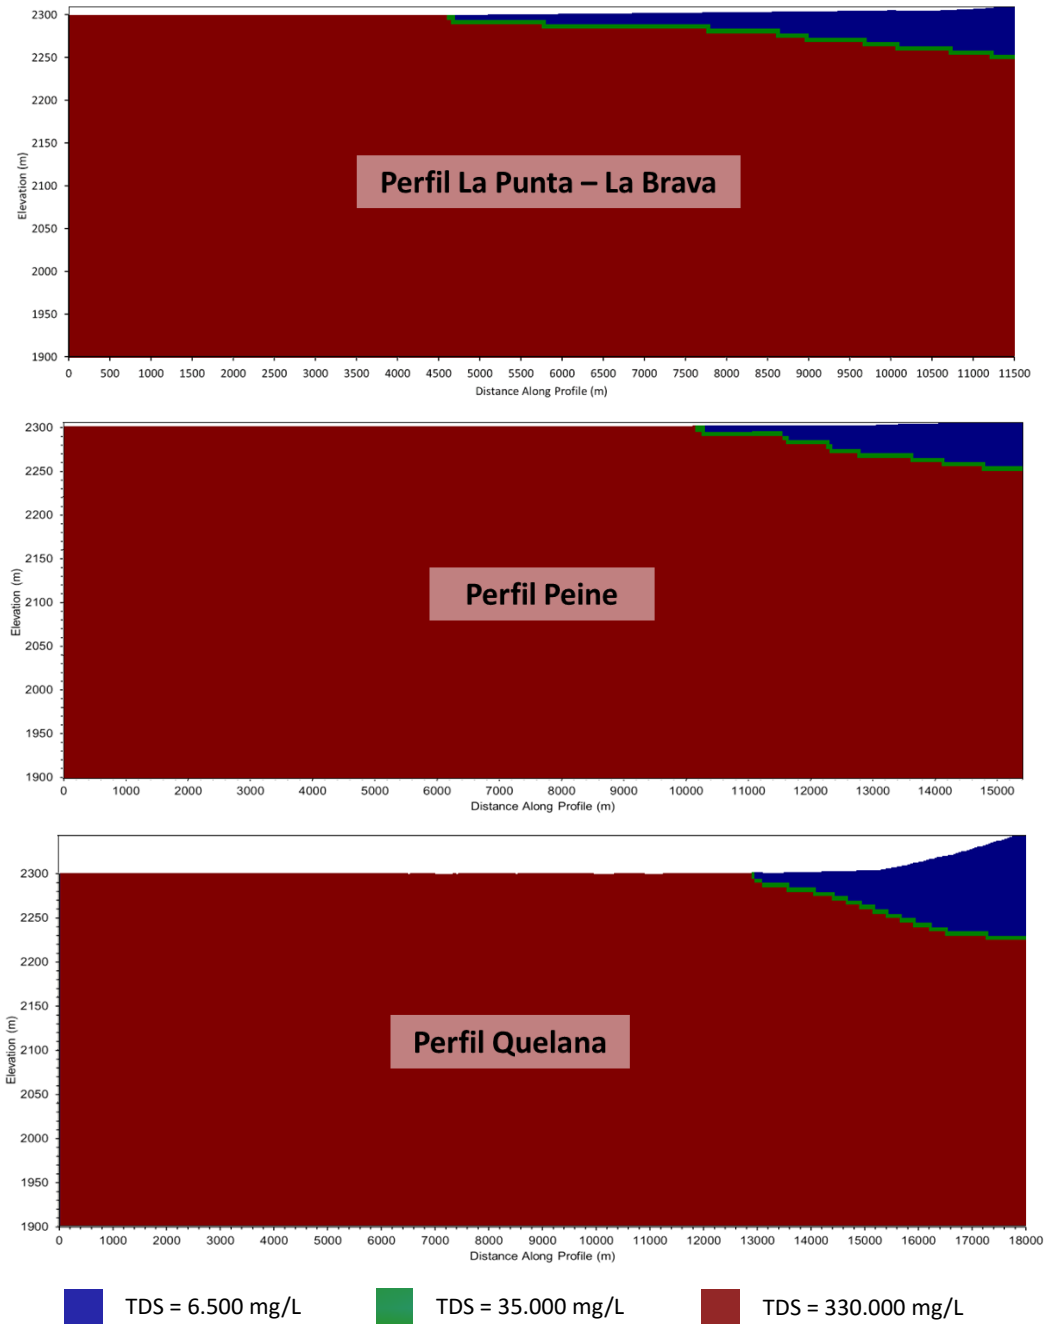 2300
2250
2200
2150
2100
2050
2000
1950
1900
Elevation (m)
Perfil La Punta – La Brava
0 500 1000 1500 2000 2500 3000 3500 4000 4500 5000 5500 6000 6500 7000 7500 8000 8500 9000 9500 10000 10500 11000 11500
Distance Along Profile (m)
2300
2250
2200
2150
2100
2050
2000
1950
1900
Elevation (m)
Perfil Peine
0 1000 2000 3000 4000 5000 6000 7000 8000 9000 10000 11000 12000 13000 14000 15000
Distance Along Profile (m)
2300
2250
2200
2150
2100
2050
2000
1950
1900
Elevation (m)
Perfil Quelana
0 1000 2000 3000 4000 5000 6000 7000 8000 9000 10000 11000 12000 13000 14000 15000 16000 17000 18000
Distance Along Profile (m)
TDS = 6.500 mg/L TDS = 35.000 mg/L TDS = 330.000 mg/L